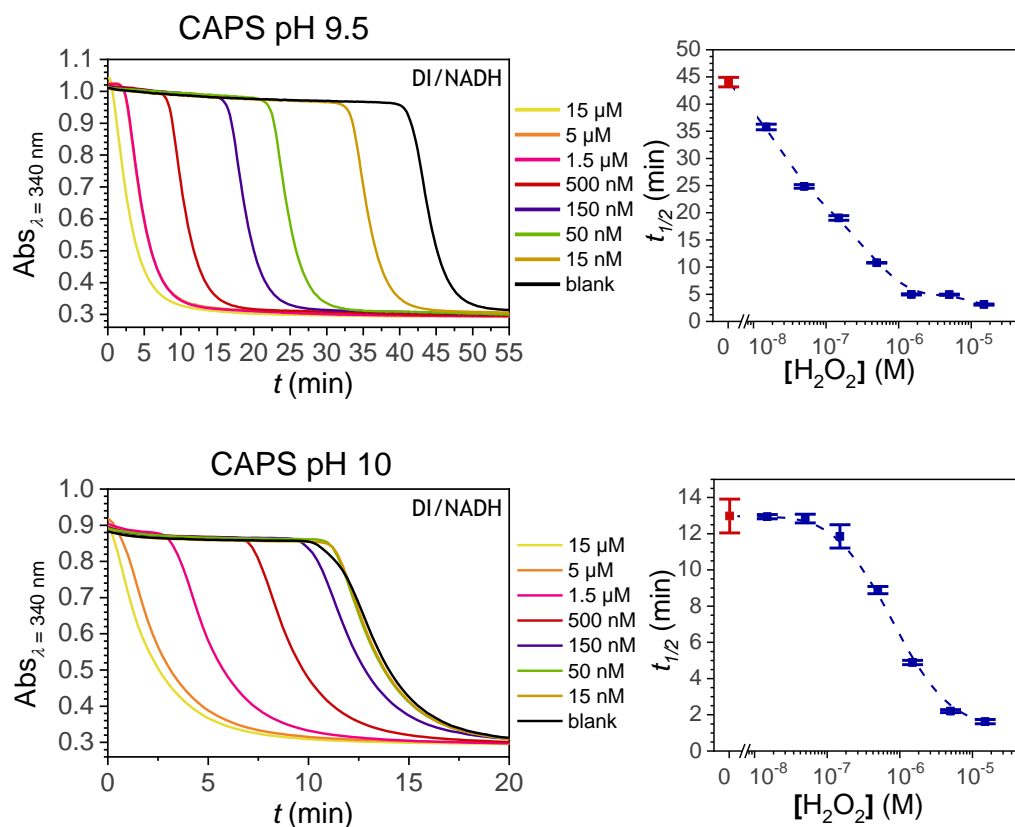 CAPS pH 9.5
DI/NADH
1.1
1.0
0.9
0.8
0.7
0.6
0.5
0.4
0.3
Abs λ = 340 nm
0 5 10 15 20 25 30 35 40 45 50 55
t (min)
15 µM
5 µM
1.5 µM
500 nM
150 nM
50 nM
15 nM
blank
50
45
40
35
30
25
20
15
10
5
0
t1/2 (min)
0 10⁻⁸ 10⁻⁷ 10⁻⁶ 10⁻⁵
[H₂O₂] (M)
CAPS pH 10
DI/NADH
1.0
0.9
0.8
0.7
0.6
0.5
0.4
0.3
Abs λ = 340 nm
0 5 10 15 20
t (min)
15 µM
5 µM
1.5 µM
500 nM
150 nM
50 nM
15 nM
blank
14
12
10
8
6
4
2
0
t1/2 (min)
0 10⁻⁸ 10⁻⁷ 10⁻⁶ 10⁻⁵
[H₂O₂] (M)